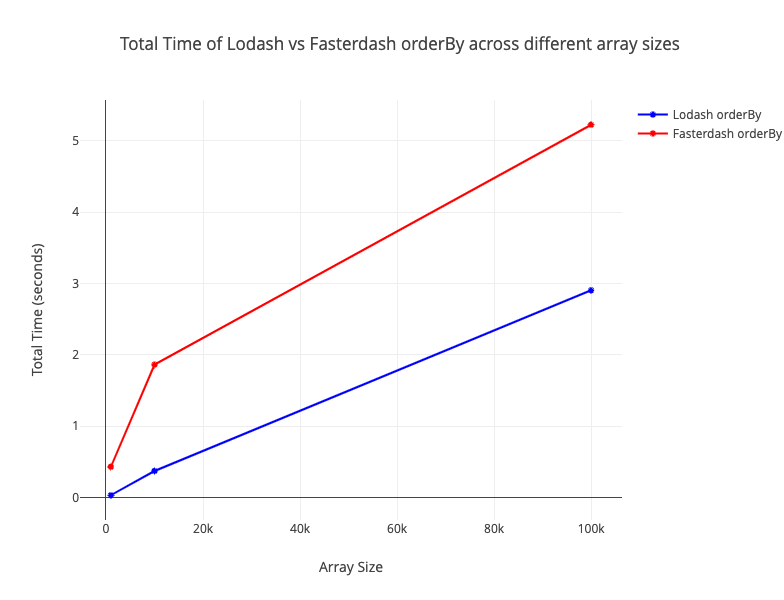 Total Time of Lodash vs Fasterdash orderBy across different array sizes
Lodash orderBy
Fasterdash orderBy
Total Time (seconds)
5
4
3
2
1
0
0 20k 40k 60k 80k 100k
Array Size